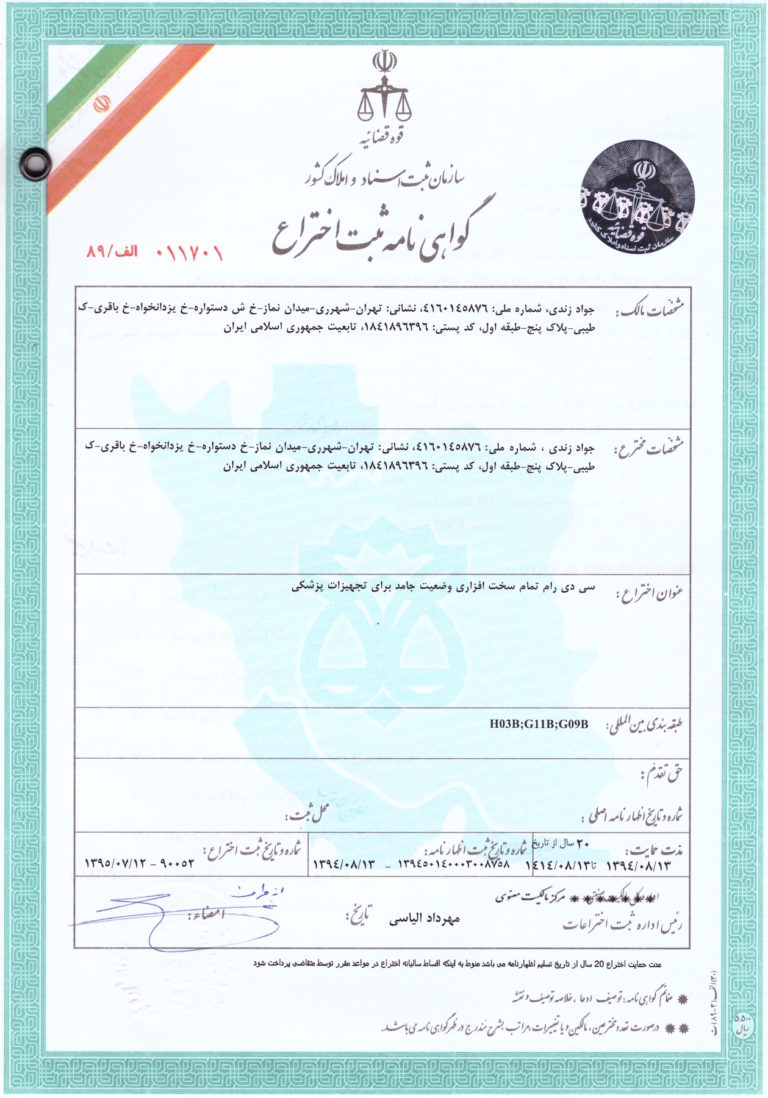 قوه قضائیه
سازمان ثبت اسناد و املاک کشور
گواهی نامه ثبت اختراع
۰۱۱۷۰۱ الف/۸۹
قوه قضائیه
سازمان ثبت اسناد و املاک کشور
مشخصات مالک: جواد زندی، شماره ملی: ۴۱۶۰۱۴۵۸۷۶، نشانی: تهران-شهرری-میدان نماز-خ ش دستواره-خ یزدانخواه-خ باقری-ک
طیبی-پلاک پنج-طبقه اول، کد پستی: ۱۸۴۱۸۹۶۳۹۶، تابعیت جمهوری اسلامی ایران
مشخصات مخترع: جواد زندی ، شماره ملی: ۴۱۶۰۱۴۵۸۷۶، نشانی: تهران-شهرری-میدان نماز-خ دستواره-خ یزدانخواه-خ باقری-ک
طیبی-پلاک پنج-طبقه اول، کد پستی: ۱۸۴۱۸۹۶۳۹۶، تابعیت جمهوری اسلامی ایران
عنوان اختراع: سی دی رام تمام سخت افزاری وضعیت جامد برای تجهیزات پزشکی
طبقه بندی بین المللی: H03B;G11B;G09B
حق تقدم:
شماره و تاریخ اظهارنامه اصلی: محل ثبت:
مدت حمایت: ۲۰ سال از تاریخ
۱۳۹۴/۰۸/۱۳ تا ۱۴۱۴/۰۸/۱۳
شماره و تاریخ ثبت اظهارنامه:
۱۳۹۴۵۰۱۴۰۰۰۳۰۰۸۷۵۸ - ۱۳۹۴/۰۸/۱۳
شماره و تاریخ ثبت اختراع:
۹۰۰۵۲ - ۱۳۹۵/۰۷/۱۲
مرکز مالکیت معنوی
رئیس اداره ثبت اختراعات مهرداد الیاسی تاریخ: امضاء:
مدت حمایت اختراع 20 سال از تاریخ تسلیم اظهارنامه می باشد منوط به اینکه اقساط سالیانه اختراع در مواعد مقرر توسط متقاضی پرداخت شود
ضمائم گواهی نامه: توصیف، ادعا، خلاصه توصیف و نقشه
در صورت تعدد مخترعین، مالکین و یا تغییرات، مراتب بشرح مندرج در ظهر گواهی نامه می باشد.
۵,۵۰۰ ریال